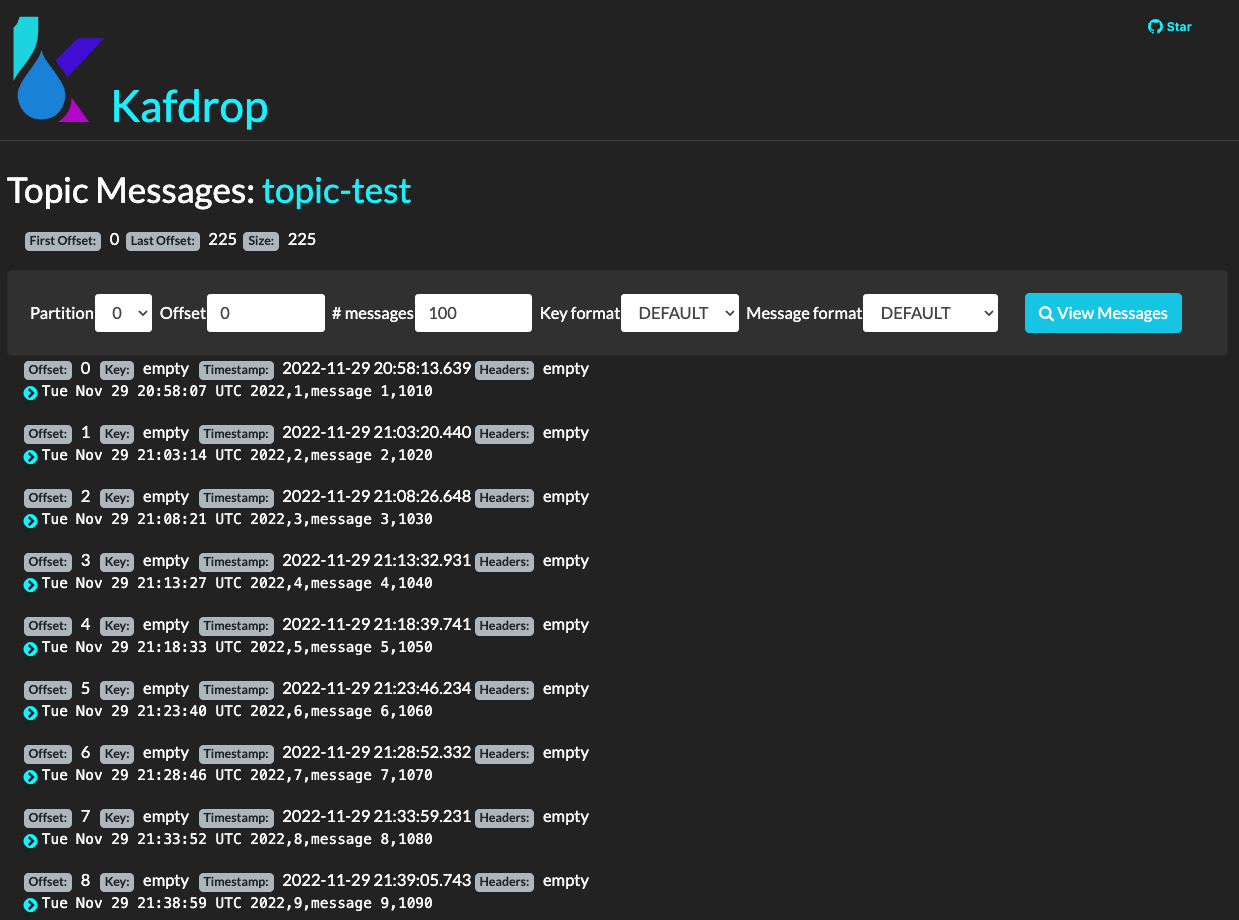 Star
Kafdrop
Topic Messages: topic-test
First Offset: 0 Last Offset: 225 Size: 225
Partition 0 Offset 0 # messages 100 Key format DEFAULT Message format DEFAULT View Messages
Offset: 0 Key: empty Timestamp: 2022-11-29 20:58:13.639 Headers: empty
Tue Nov 29 20:58:07 UTC 2022,1,message 1,1010
Offset: 1 Key: empty Timestamp: 2022-11-29 21:03:20.440 Headers: empty
Tue Nov 29 21:03:14 UTC 2022,2,message 2,1020
Offset: 2 Key: empty Timestamp: 2022-11-29 21:08:26.648 Headers: empty
Tue Nov 29 21:08:21 UTC 2022,3,message 3,1030
Offset: 3 Key: empty Timestamp: 2022-11-29 21:13:32.931 Headers: empty
Tue Nov 29 21:13:27 UTC 2022,4,message 4,1040
Offset: 4 Key: empty Timestamp: 2022-11-29 21:18:39.741 Headers: empty
Tue Nov 29 21:18:33 UTC 2022,5,message 5,1050
Offset: 5 Key: empty Timestamp: 2022-11-29 21:23:46.234 Headers: empty
Tue Nov 29 21:23:40 UTC 2022,6,message 6,1060
Offset: 6 Key: empty Timestamp: 2022-11-29 21:28:52.332 Headers: empty
Tue Nov 29 21:28:46 UTC 2022,7,message 7,1070
Offset: 7 Key: empty Timestamp: 2022-11-29 21:33:59.231 Headers: empty
Tue Nov 29 21:33:52 UTC 2022,8,message 8,1080
Offset: 8 Key: empty Timestamp: 2022-11-29 21:39:05.743 Headers: empty
Tue Nov 29 21:38:59 UTC 2022,9,message 9,1090